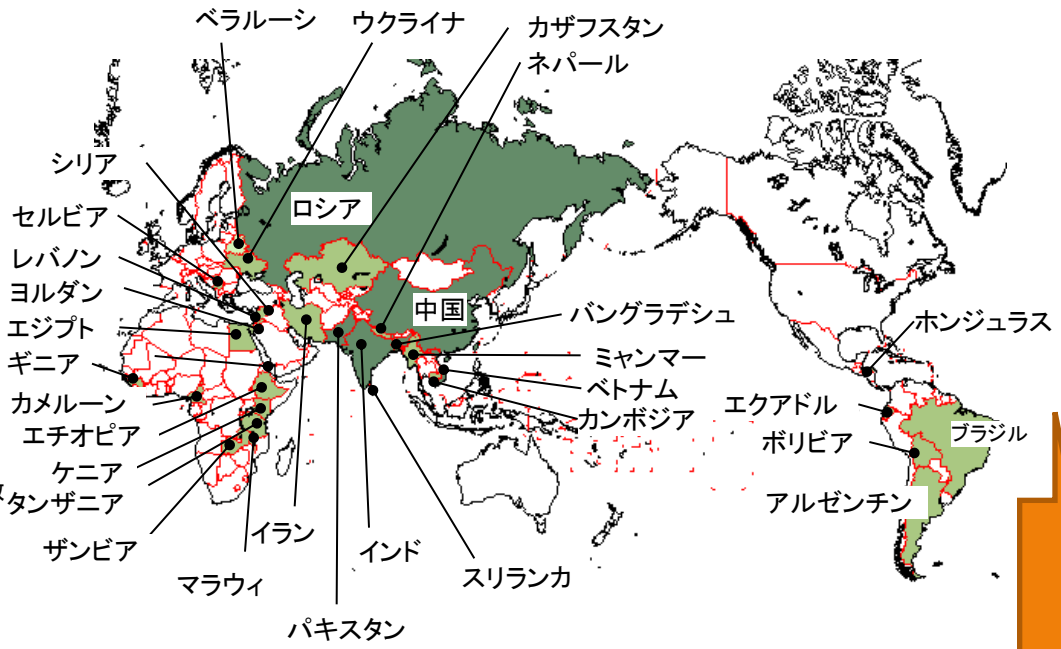 ベラルーシ
ウクライナ
カザフスタン
ネパール
シリア
ロシア
セルビア
レバノン
ヨルダン
中国
バングラデシュ
エジプト
ホンジュラス
ギニア
ミャンマー
ベトナム
カメルーン
カンボジア
エクアドル
エチオピア
ブラジル
ボリビア
ケニア
タンザニア
アルゼンチン
イラン
インド
ザンビア
スリランカ
マラウィ
パキスタン